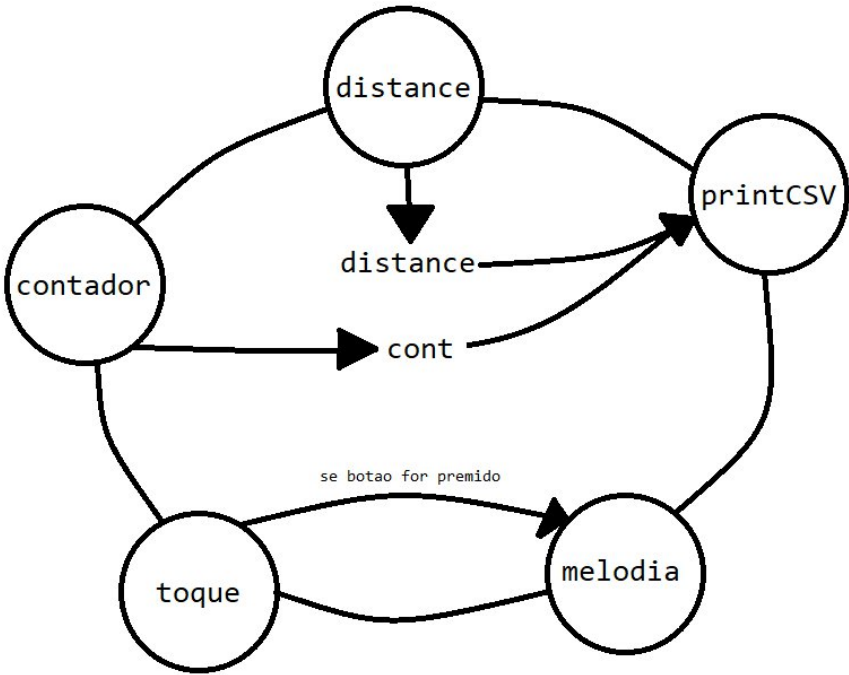 distance
printCSV
distance
contador
cont
se botao for premido
melodia
toque